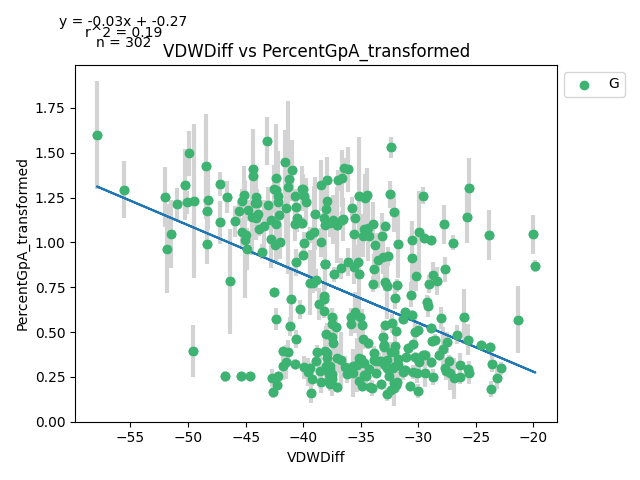 y = -0.03x + -0.27
r^2 = 0.19
n = 302
VDWDiff vs PercentGpA_transformed
G
1.75
1.50
1.25
1.00
0.75
0.50
0.25
0.00
PercentGpA_transformed
−55 −50 −45 −40 −35 −30 −25 −20
VDWDiff